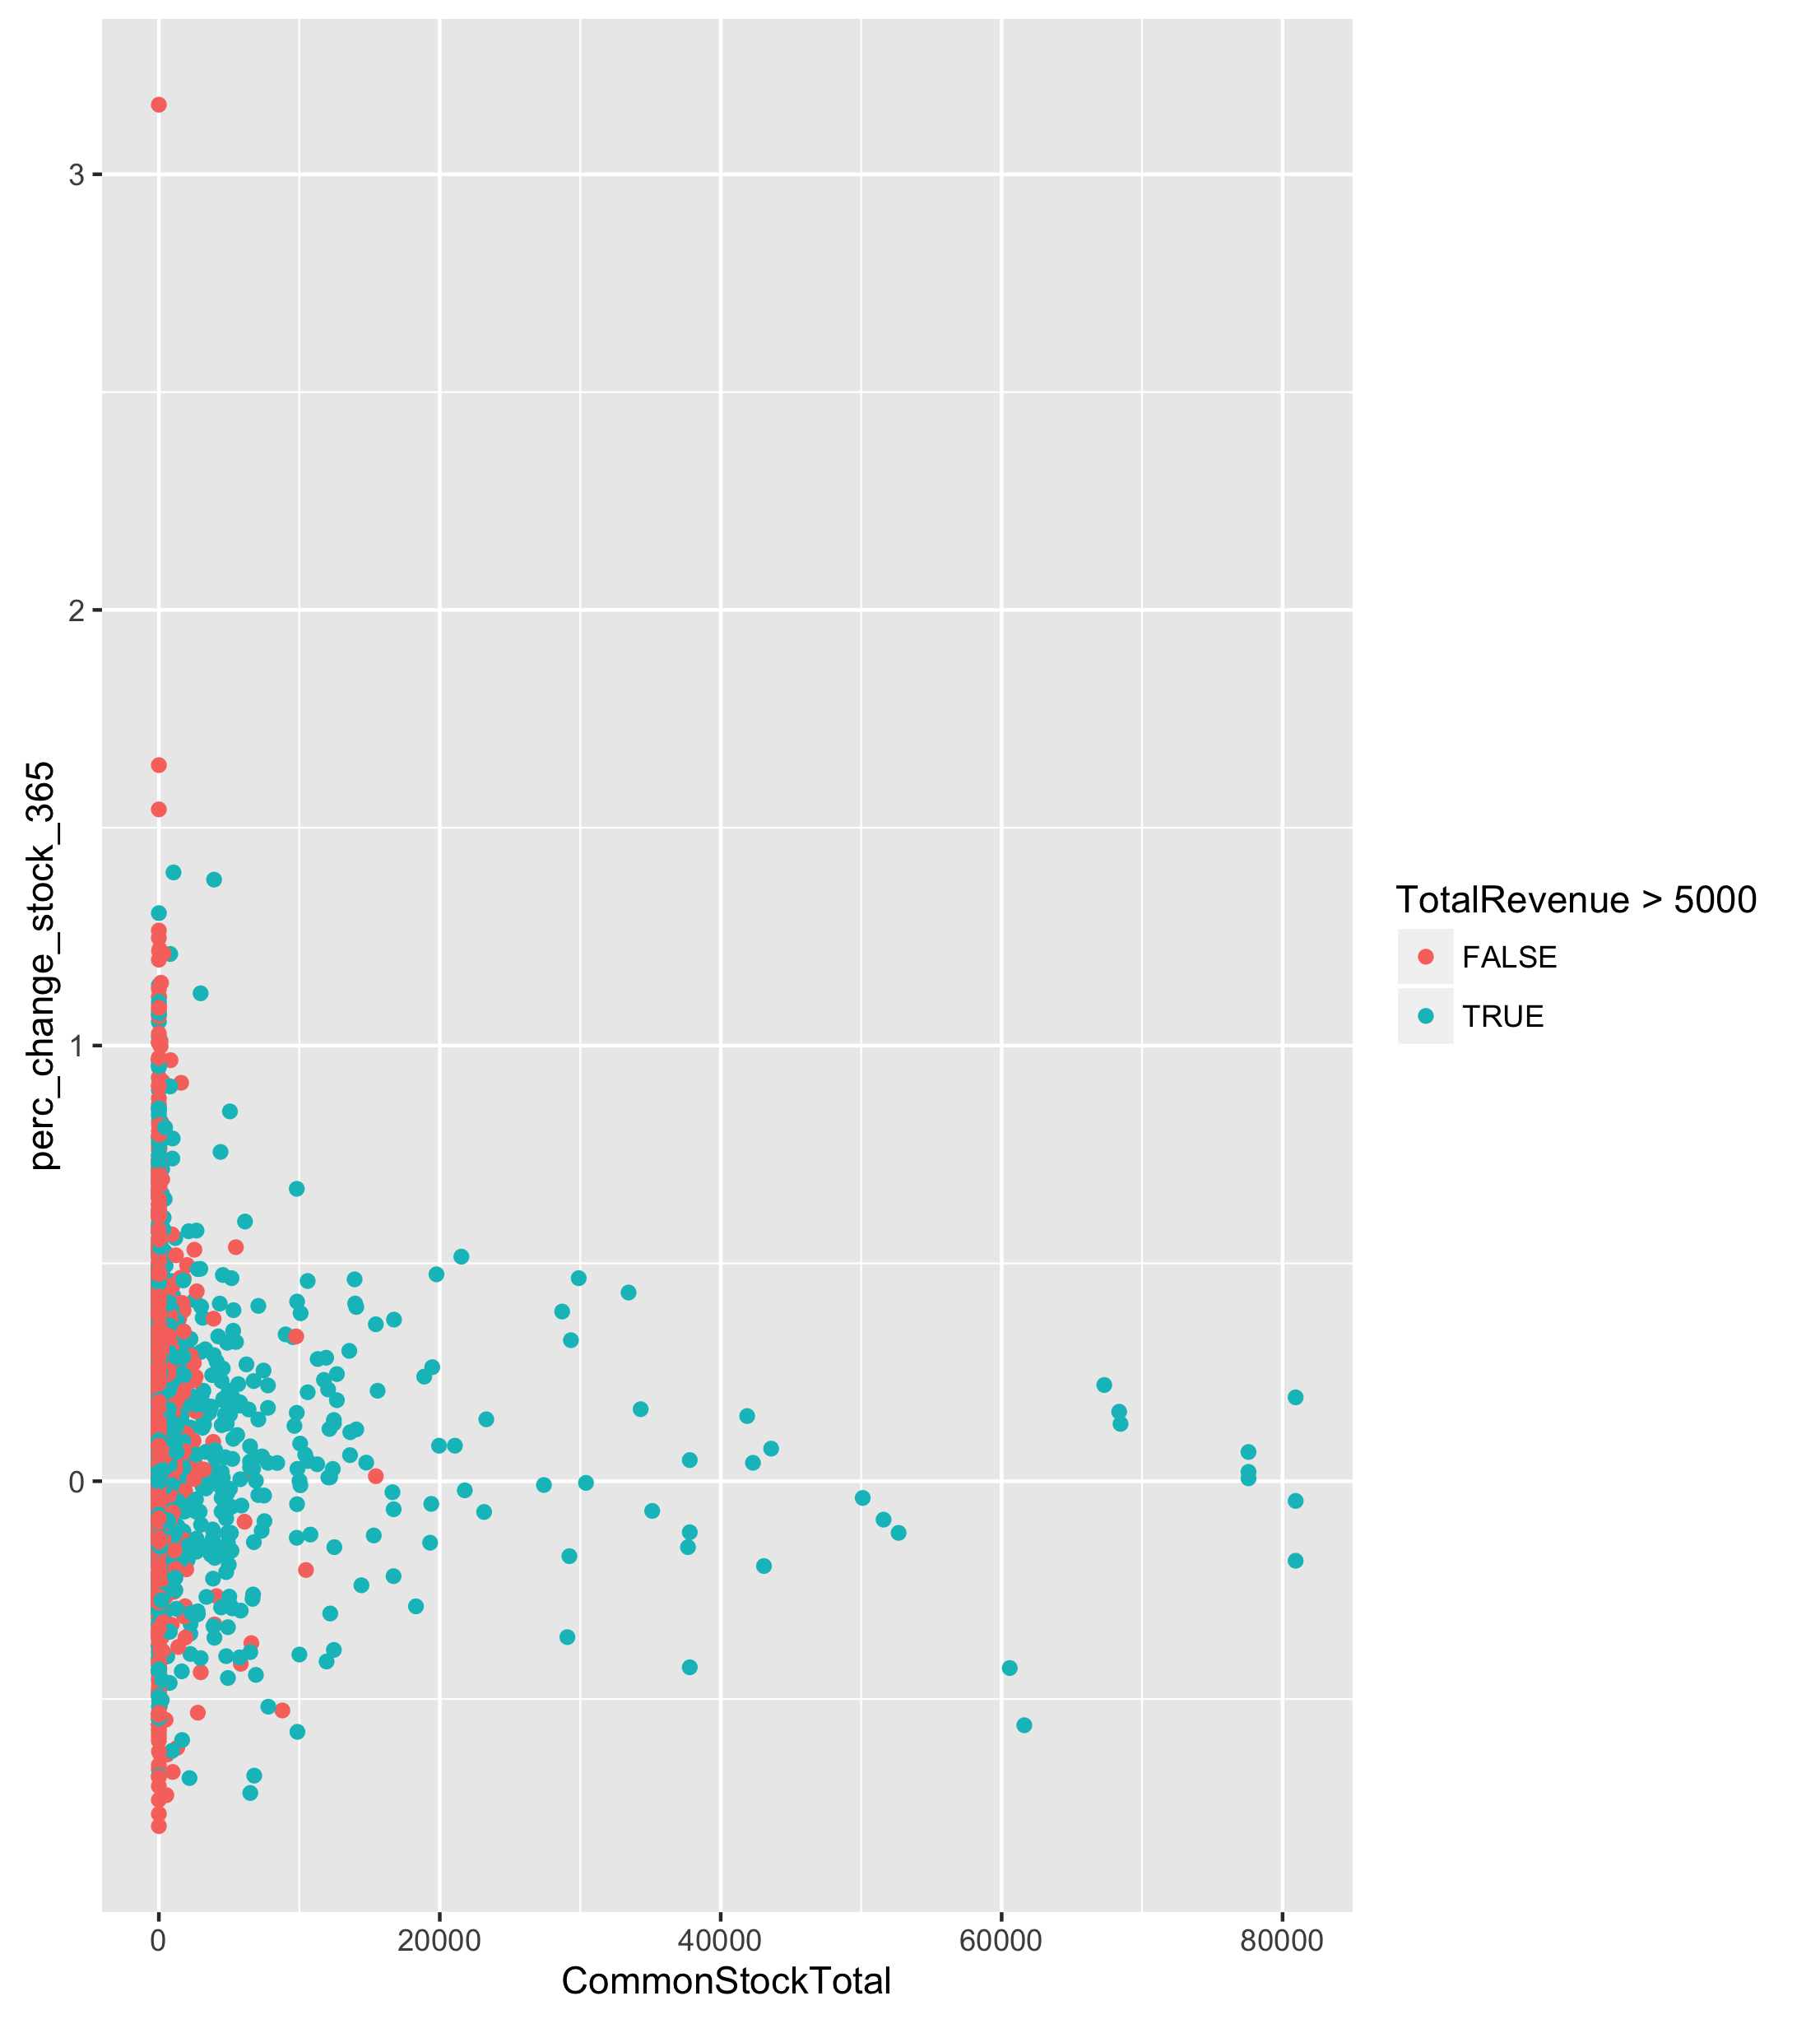 3
2
1
0
perc_change_stock_365
0
20000
40000
60000
80000
CommonStockTotal
TotalRevenue > 5000
FALSE
TRUE